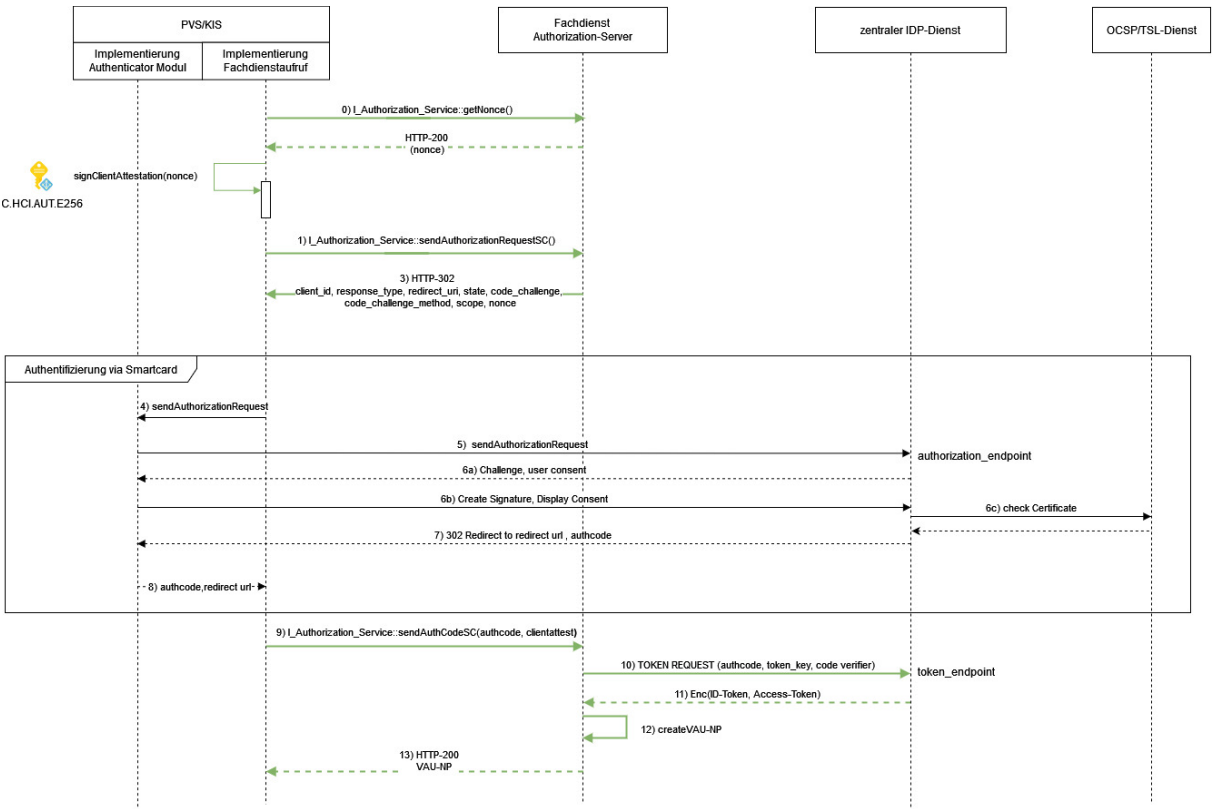 PVS/KIS
Fachdienst
Authorization-Server
zentraler IDP-Dienst
OCSP/TSL-Dienst
Implementierung
Authenticator Modul
Implementierung
Fachdienstaufruf
0) I_Authorization_Service::getNonce()
HTTP-200
(nonce)
signClientAttestation(nonce)
C.HCI.AUT.E256
1) I_Authorization_Service::sendAuthorizationRequestSC()
3) HTTP-302
client_id, response_type, redirect_uri, state, code_challenge,
code_challenge_method, scope, nonce
Authentifizierung via Smartcard
4) sendAuthorizationRequest
5) sendAuthorizationRequest
authorization_endpoint
6a) Challenge, user consent
6b) Create Signature, Display Consent
6c) check Certificate
7) 302 Redirect to redirect url , authcode
8) authcode,redirect url
9) I_Authorization_Service::sendAuthCodeSC(authcode, clientattest)
10) TOKEN REQUEST (authcode, token_key, code verifier)
token_endpoint
11) Enc(ID-Token, Access-Token)
12) createVAU-NP
13) HTTP-200
VAU-NP